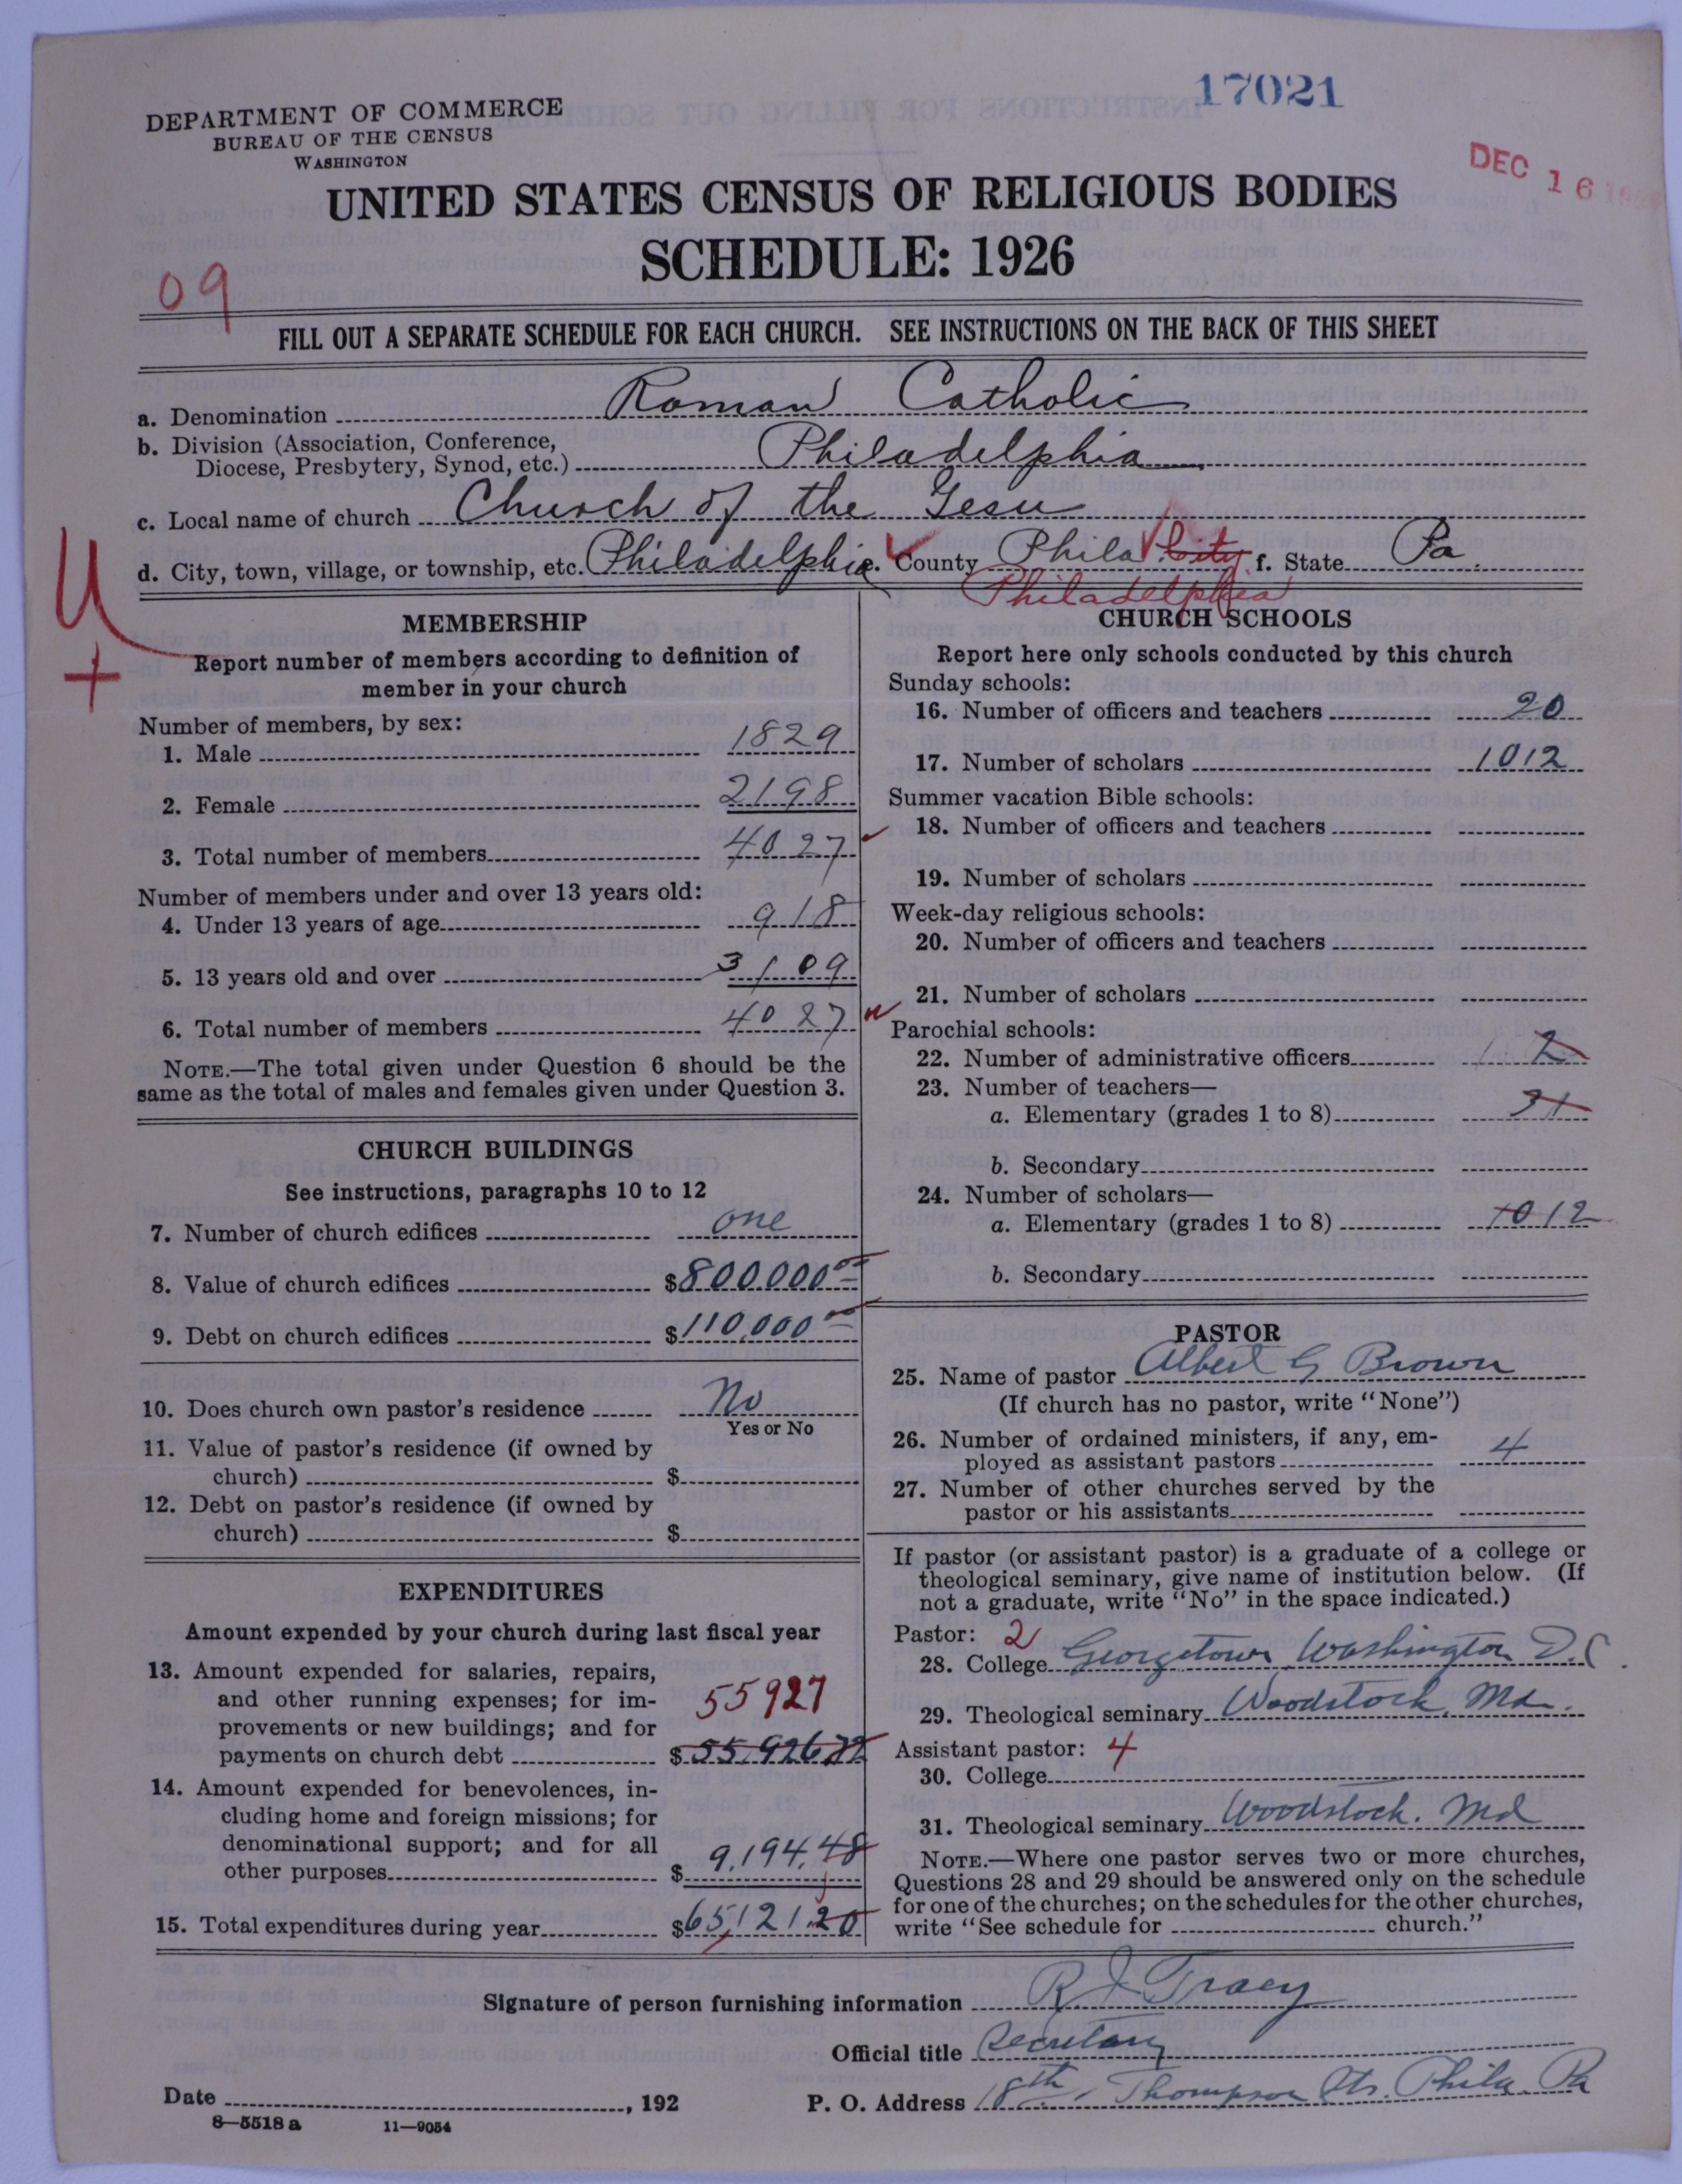 17021
DEPARTMENT OF COMMERCE
BUREAU OF THE CENSUS
WASHINGTON
DEC 16
UNITED STATES CENSUS OF RELIGIOUS BODIES
SCHEDULE: 1926
09
FILL OUT A SEPARATE SCHEDULE FOR EACH CHURCH. SEE INSTRUCTIONS ON THE BACK OF THIS SHEET
a. Denomination Roman Catholic
b. Division (Association, Conference,
Diocese, Presbytery, Synod, etc.) Philadelphia
c. Local name of church Church of the Gesu
d. City, town, village, or township, etc. Philadelphia e. County Phila City f. State Pa.
Philadelphia
U
+
MEMBERSHIP
Report number of members according to definition of
member in your church
Number of members, by sex:
1. Male 1829
2. Female 2198
3. Total number of members 4027
Number of members under and over 13 years old:
4. Under 13 years of age 918
5. 13 years old and over 3109
6. Total number of members 4027
NOTE.—The total given under Question 6 should be the
same as the total of males and females given under Question 3.
CHURCH BUILDINGS
See instructions, paragraphs 10 to 12
7. Number of church edifices one
8. Value of church edifices $800.000 00
9. Debt on church edifices $110,000 00
10. Does church own pastor's residence No
Yes or No
11. Value of pastor's residence (if owned by
church) $
12. Debt on pastor's residence (if owned by
church) $
EXPENDITURES
Amount expended by your church during last fiscal year
13. Amount expended for salaries, repairs,
and other running expenses; for im-
provements or new buildings; and for
payments on church debt $ 55,926.72
55927
14. Amount expended for benevolences, in-
cluding home and foreign missions; for
denominational support; and for all
other purposes $ 9,194.48
15. Total expenditures during year $65,121.20
CHURCH SCHOOLS
Report here only schools conducted by this church
Sunday schools:
16. Number of officers and teachers 20
17. Number of scholars 1012
Summer vacation Bible schools:
18. Number of officers and teachers
19. Number of scholars
Week-day religious schools:
20. Number of officers and teachers
21. Number of scholars
Parochial schools:
22. Number of administrative officers 2
23. Number of teachers—
a. Elementary (grades 1 to 8) 21
b. Secondary
24. Number of scholars—
a. Elementary (grades 1 to 8) 1012
b. Secondary
PASTOR
25. Name of pastor Albert G Brown
(If church has no pastor, write "None")
26. Number of ordained ministers, if any, em-
ployed as assistant pastors 4
27. Number of other churches served by the
pastor or his assistants
If pastor (or assistant pastor) is a graduate of a college or
theological seminary, give name of institution below. (If
not a graduate, write "No" in the space indicated.)
Pastor: 2
28. College Georgetown Washington D.C.
29. Theological seminary Woodstock, Md.
Assistant pastor: 4
30. College
31. Theological seminary Woodstock. Md
NOTE.—Where one pastor serves two or more churches,
Questions 28 and 29 should be answered only on the schedule
for one of the churches; on the schedules for the other churches,
write "See schedule for church."
Signature of person furnishing information R J Tracy
Official title Secretary
Date , 192
P. O. Address 18th. Thompson Sts. Phila. Pa
8—5518 a 11—9054